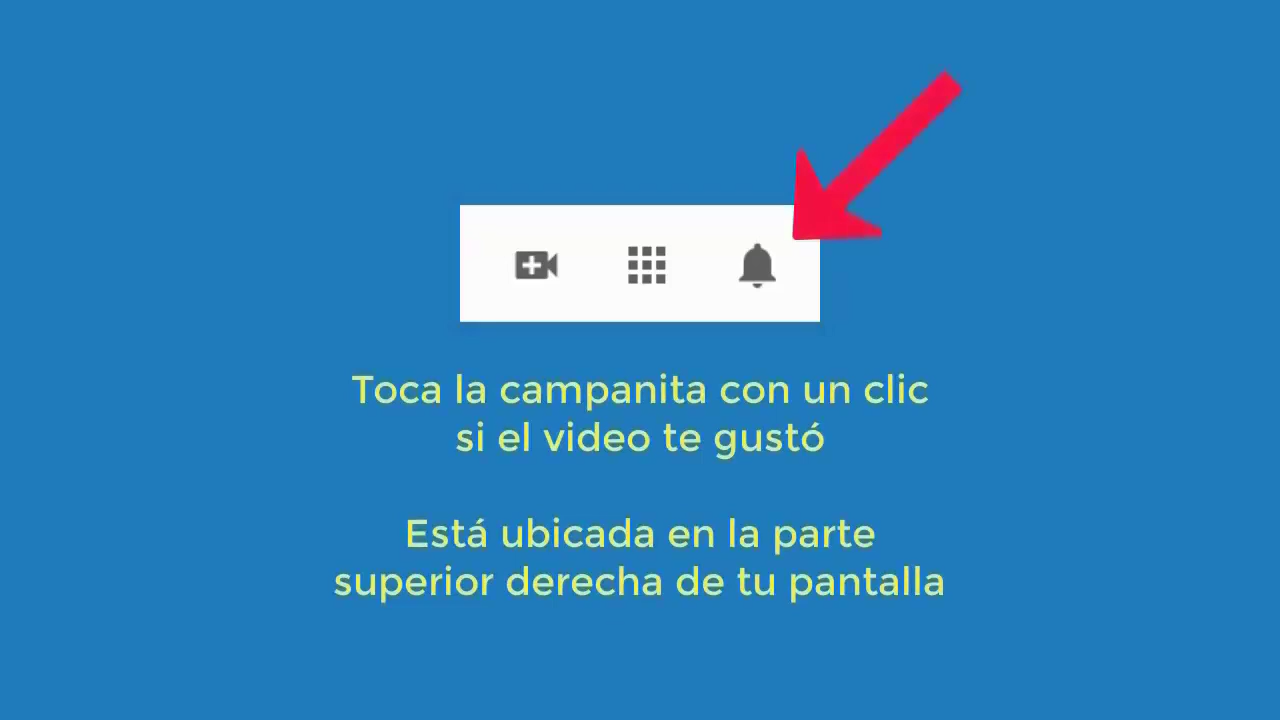 Toca la campanita con un clic
si el video te gustó
Está ubicada en la parte
superior derecha de tu pantalla